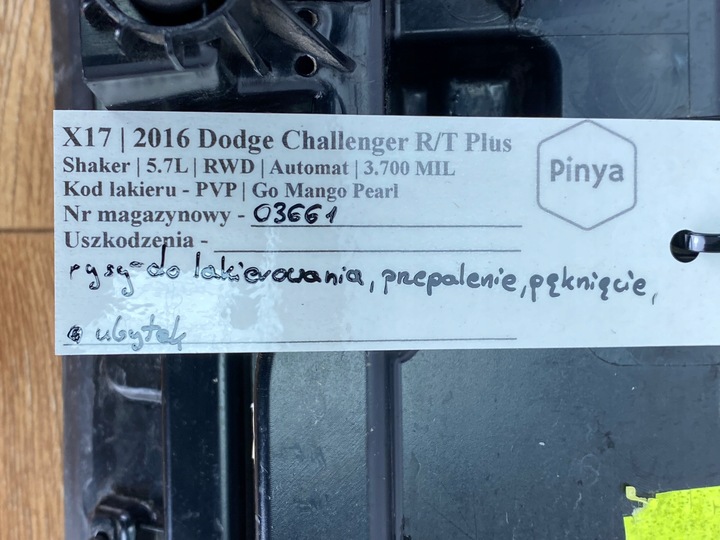 X17 | 2016 Dodge Challenger R/T Plus
Shaker | 5.7L | RWD | Automat | 3.700 MIL
Kod lakieru - PVP | Go Mango Pearl
Nr magazynowy - 03661
Uszkodzenia -
rysy-do lakierowania, przepalenie, pęknięcie,
ubytek
Pinya